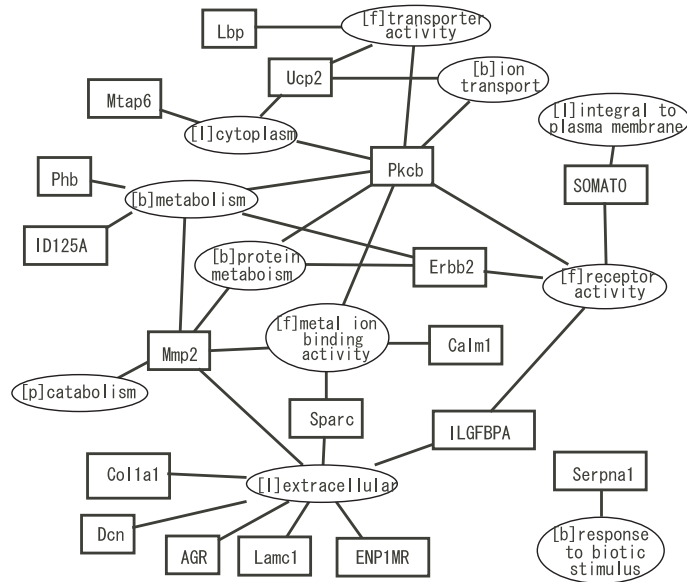 [f]transporter
activity
Lbp
Ucp2
[b]ion
transport
Mtap6
[l]integral to
plasma membrane
[l]cytoplasm
Phb
Pkcb
SOMATO
[b]metabolism
ID125A
[b]protein
metaboism
Erbb2
[f]receptor
activity
[f]metal ion
binding
activity
Calm1
Mmp2
[p]catabolism
Sparc
ILGFBPA
Col1a1
[l]extracellular
Serpna1
Dcn
AGR
Lamc1
ENP1MR
[b]response
to biotic
stimulus